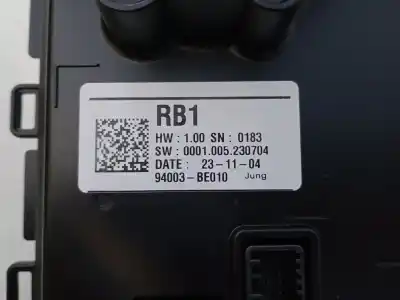 RB1
HW : 1.00 SN : 0183
SW : 0001.005.230704
DATE : 23-11-04
94003-BE010 Jung